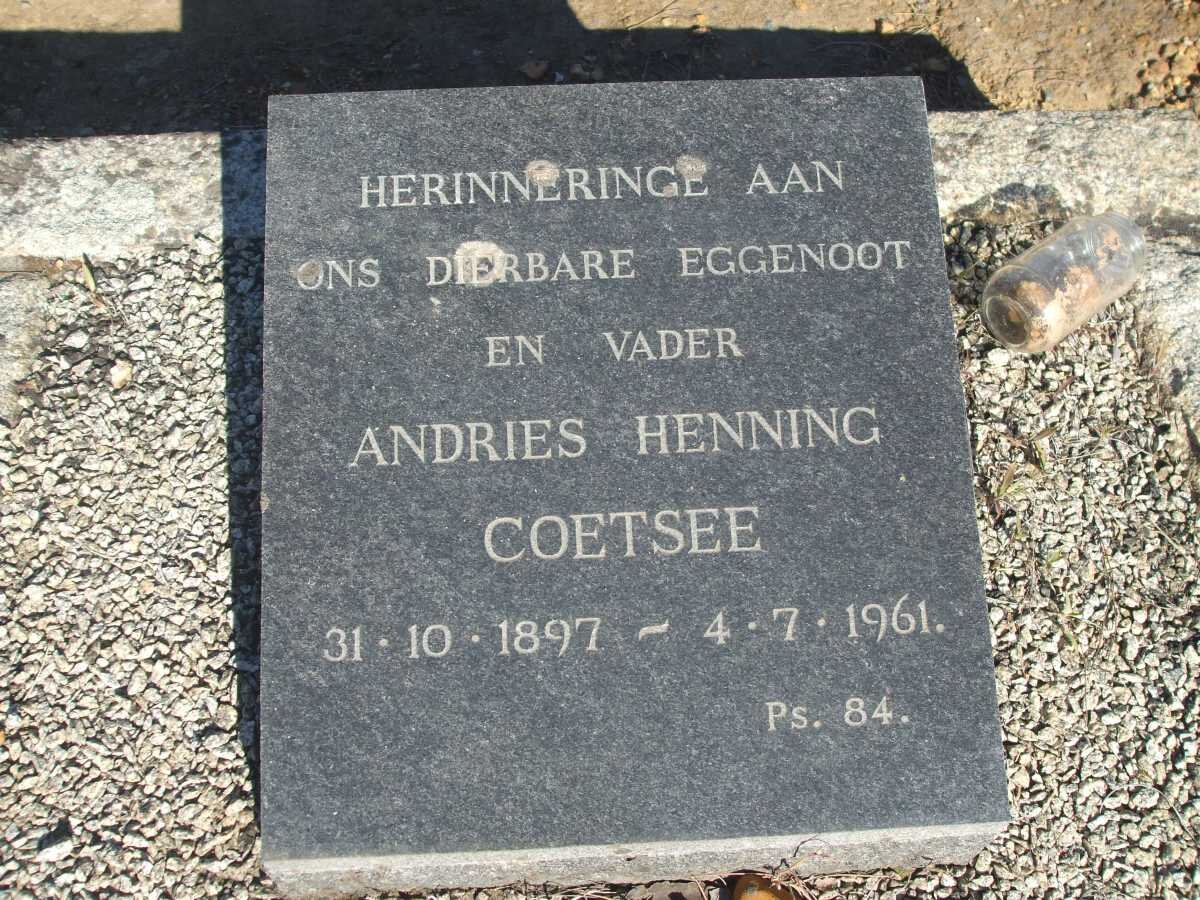 HERINNERINGE AAN
ONS DIERBARE EGGENOOT
EN VADER
ANDRIES HENNING
COETSEE
31 · 10 · 1897 ~ 4 · 7 · 1961.
Ps. 84.